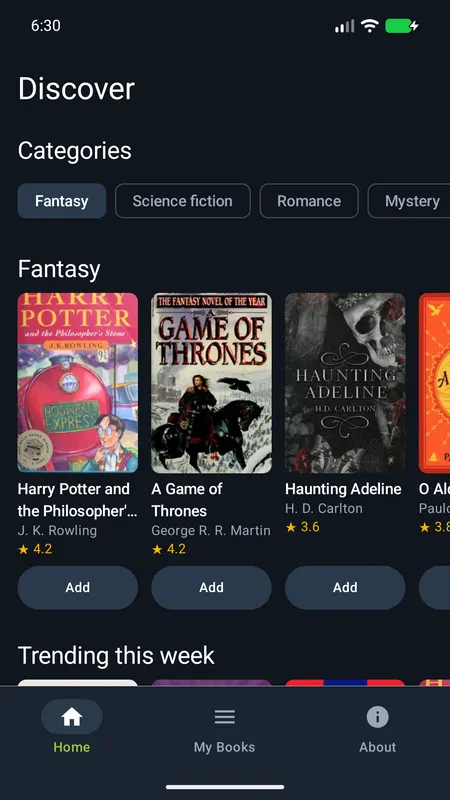 6:30
Discover
Categories
Fantasy
Science fiction
Romance
Mystery
Fantasy
HARRY
POTTER
and the Philosopher's Stone
J.K.ROWLING
9¾
HOGWARTS
EXPRESS
THE FANTASY NOVEL OF THE YEAR
A
GAME OF
THRONES
HAUNTING
ADELINE
H.D. CARLTON
Harry Potter and
the Philosopher'...
J. K. Rowling
★ 4.2
Add
A Game of
Thrones
George R. R. Martin
★ 4.2
Add
Haunting Adeline
H. D. Carlton
★ 3.6
Add
O Al
Paulo
★ 3.8
Trending this week
Home
My Books
About